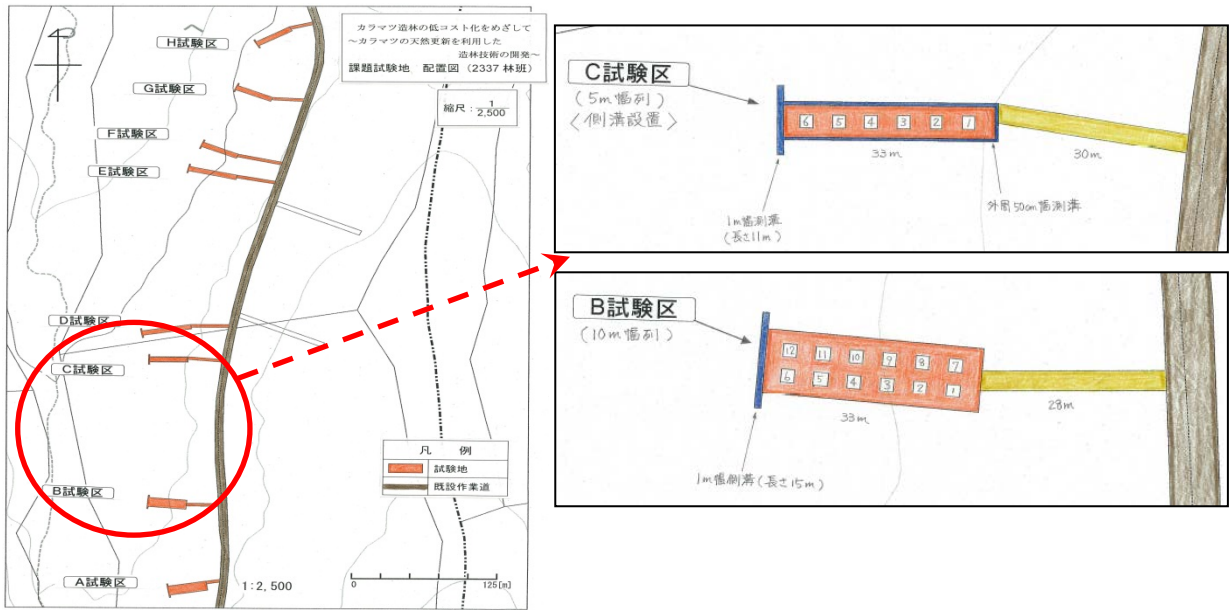 カラマツ造林の低コスト化をめざして
～カラマツの天然更新を利用した
造林技術の開発～
課題試験地 配置図 (2337 林班)
縮尺： 1/2,500
H試験区
G試験区
F試験区
E試験区
D試験区
C試験区
B試験区
A試験区
凡 例
試験地
既設作業道
1:2,500
0 125[m]
C試験区
(5m幅列)
〈側溝設置〉
6 5 4 3 2 1
33m
30m
1m幅測溝
(長さ11m)
外周50cm幅測溝
B試験区
(10m幅列)
12 11 10 9 8 7
6 5 4 3 2 1
33m
28m
1m幅側溝(長さ15m)